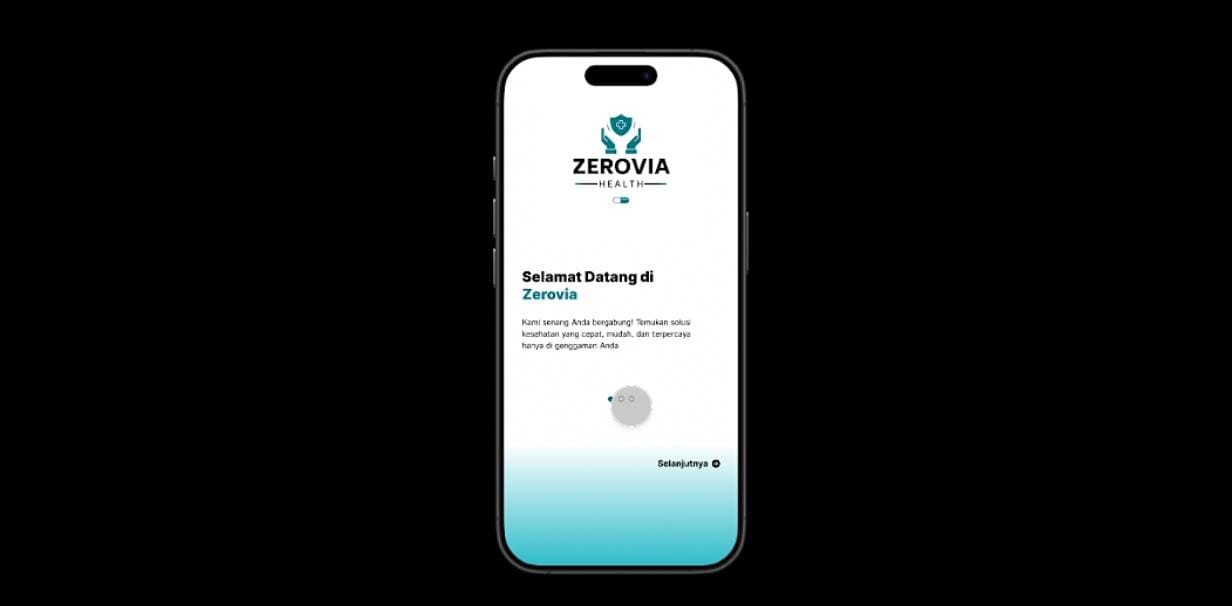 ZEROVIA
HEALTH
Selamat Datang di
Zerovia
Kami senang Anda bergabung! Temukan solusi
kesehatan yang cepat, mudah, dan terpercaya
hanya di genggaman Anda
Selanjutnya